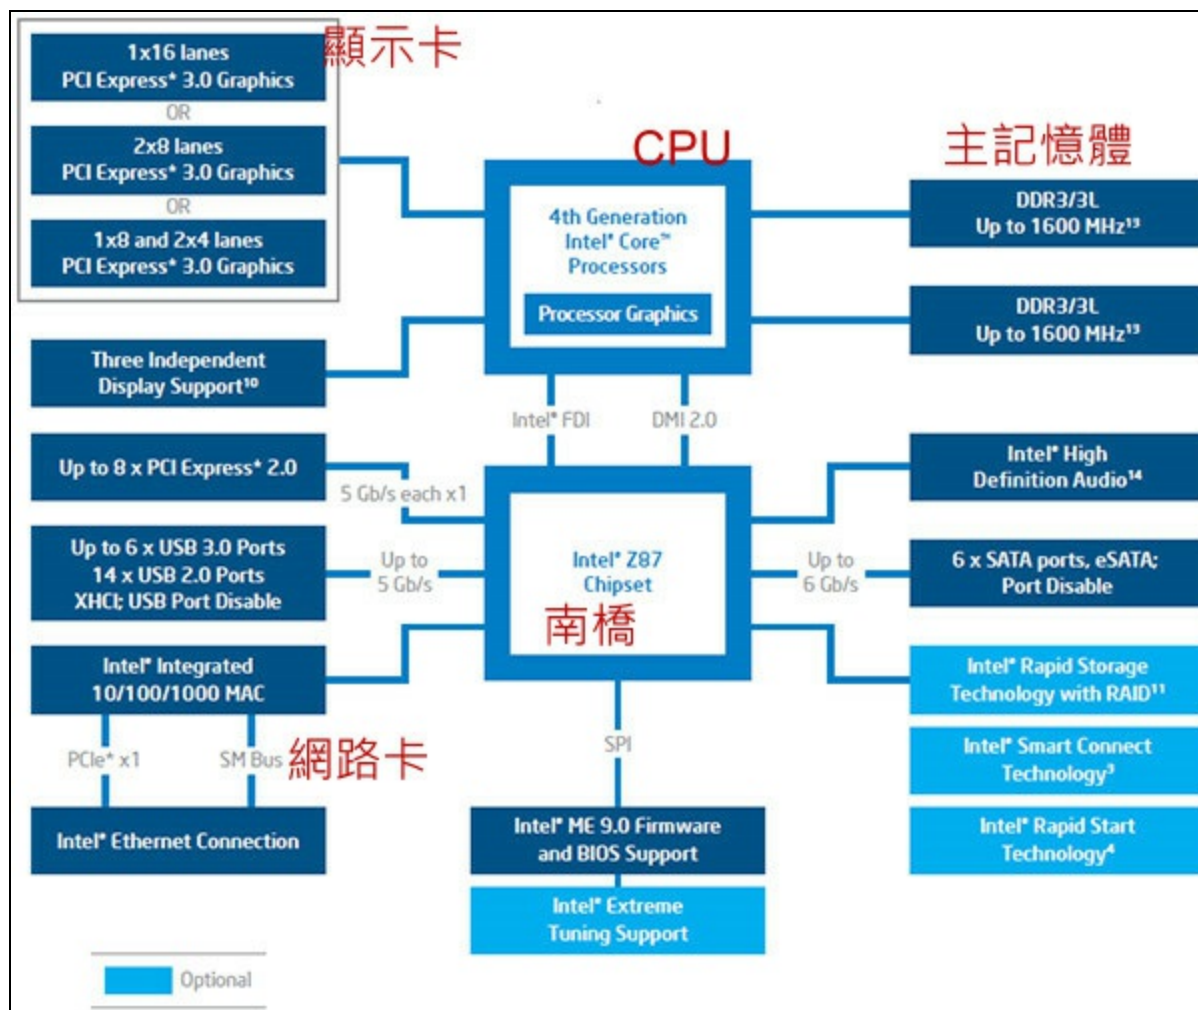 顯示卡
1x16 lanes
PCI Express* 3.0 Graphics
OR
2x8 lanes
PCI Express* 3.0 Graphics
OR
1x8 and 2x4 lanes
PCI Express* 3.0 Graphics
CPU
4th Generation
Intel® Core™
Processors
Processor Graphics
主記憶體
DDR3/3L
Up to 1600 MHz¹³
DDR3/3L
Up to 1600 MHz¹³
Three Independent
Display Support¹⁰
Intel® FDI
DMI 2.0
Up to 8 x PCI Express* 2.0
5 Gb/s each x1
Intel® High
Definition Audio¹⁴
Up to 6 x USB 3.0 Ports
14 x USB 2.0 Ports
XHCI; USB Port Disable
Up to
5 Gb/s
Intel® Z87
Chipset
南橋
Up to
6 Gb/s
6 x SATA ports, eSATA;
Port Disable
Intel® Integrated
10/100/1000 MAC
Intel® Rapid Storage
Technology with RAID¹¹
PCIe* x1
SM Bus
網路卡
SPI
Intel® Smart Connect
Technology³
Intel® Ethernet Connection
Intel® ME 9.0 Firmware
and BIOS Support
Intel® Rapid Start
Technology⁴
Intel® Extreme
Tuning Support
Optional